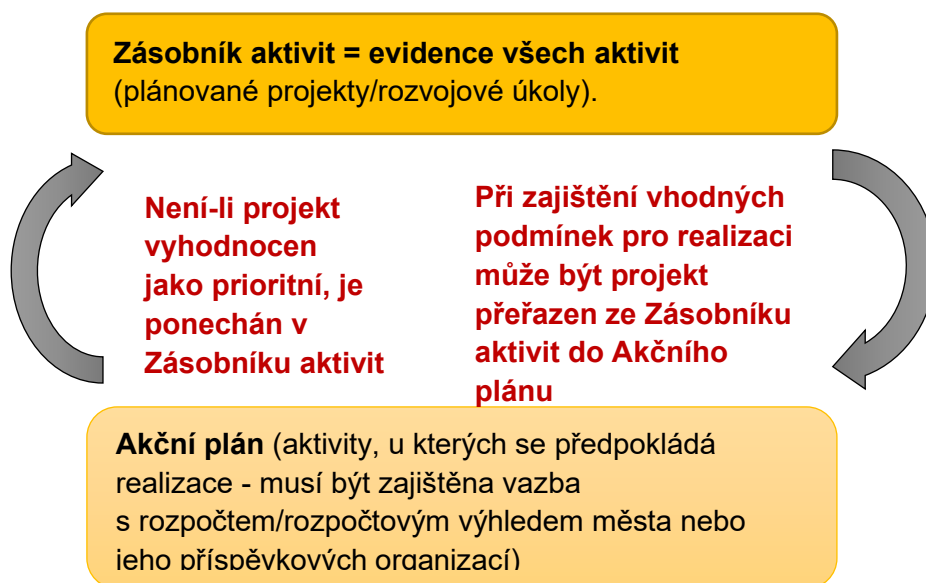 Zásobník aktivit = evidence všech aktivit
(plánované projekty/rozvojové úkoly).
Není-li projekt
vyhodnocen
jako prioritní, je
ponechán v
Zásobníku aktivit
Při zajištění vhodných
podmínek pro realizaci
může být projekt
přeřazen ze Zásobníku
aktivit do Akčního
plánu
Akční plán (aktivity, u kterých se předpokládá
realizace - musí být zajištěna vazba
s rozpočtem/rozpočtovým výhledem města nebo
jeho příspěvkových organizací)